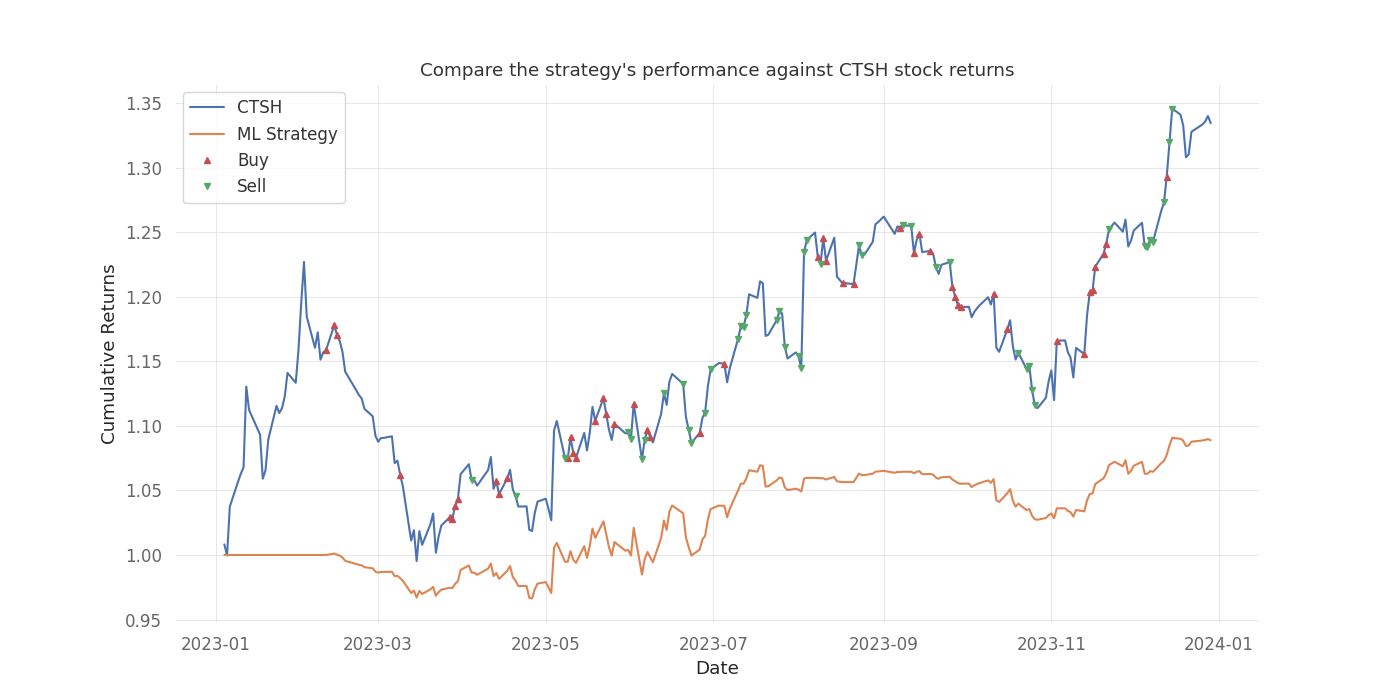 Compare the strategy's performance against CTSH stock returns
CTSH
ML Strategy
Buy
Sell
Cumulative Returns
1.35
1.30
1.25
1.20
1.15
1.10
1.05
1.00
0.95
2023-01 2023-03 2023-05 2023-07 2023-09 2023-11 2024-01
Date